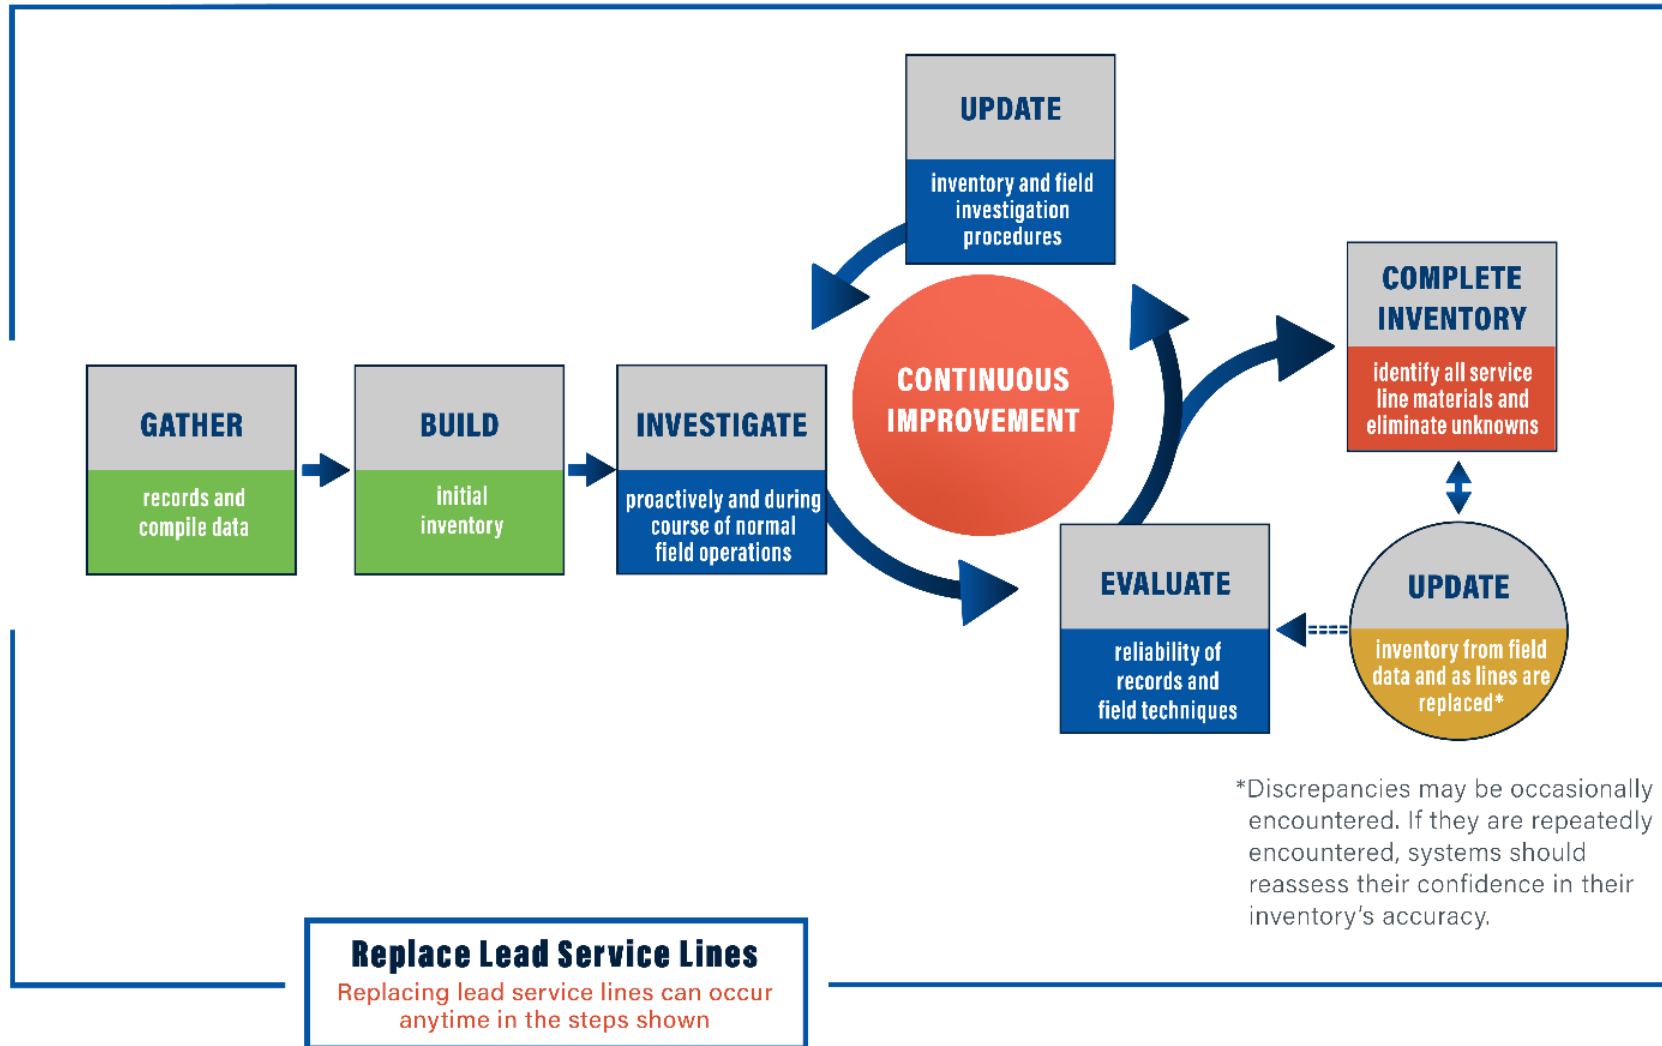 UPDATE
inventory and field
investigation
procedures
COMPLETE
INVENTORY
identify all service
line materials and
eliminate unknowns
CONTINUOUS
IMPROVEMENT
GATHER
records and
compile data
BUILD
initial
inventory
INVESTIGATE
proactively and during
course of normal
field operations
EVALUATE
reliability of
records and
field techniques
UPDATE
inventory from field
data and as lines are
replaced*
*Discrepancies may be occasionally
encountered. If they are repeatedly
encountered, systems should
reassess their confidence in their
inventory's accuracy.
Replace Lead Service Lines
Replacing lead service lines can occur
anytime in the steps shown